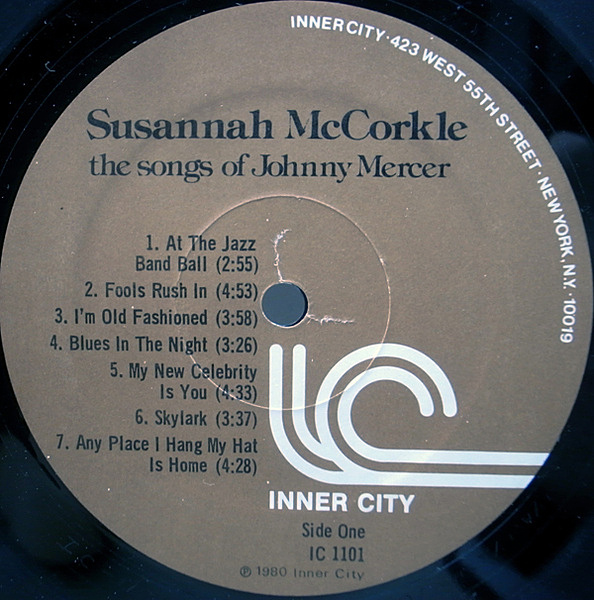 INNER CITY · 423 WEST 55TH STREET · NEW YORK, N.Y. 10019
Susannah McCorkle
the songs of Johnny Mercer
1. At The Jazz
Band Ball (2:55)
2. Fools Rush In (4:53)
3. I'm Old Fashioned (3:58)
4. Blues In The Night (3:26)
5. My New Celebrity
Is You (4:33)
6. Skylark (3:37)
7. Any Place I Hang My Hat
Is Home (4:28)
INNER CITY
Side One
IC 1101
℗ 1980 Inner City